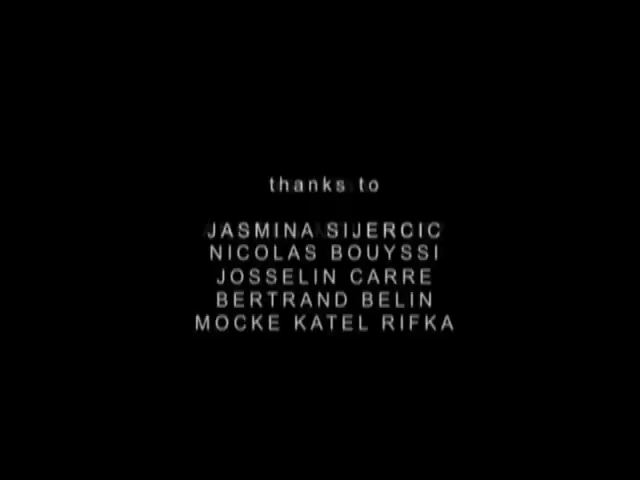 thanks to
JASMINA SIJERCIC
NICOLAS BOUYSSI
JOSSELIN CARRE
BERTRAND BELIN
MOCKE KATEL RIFKA